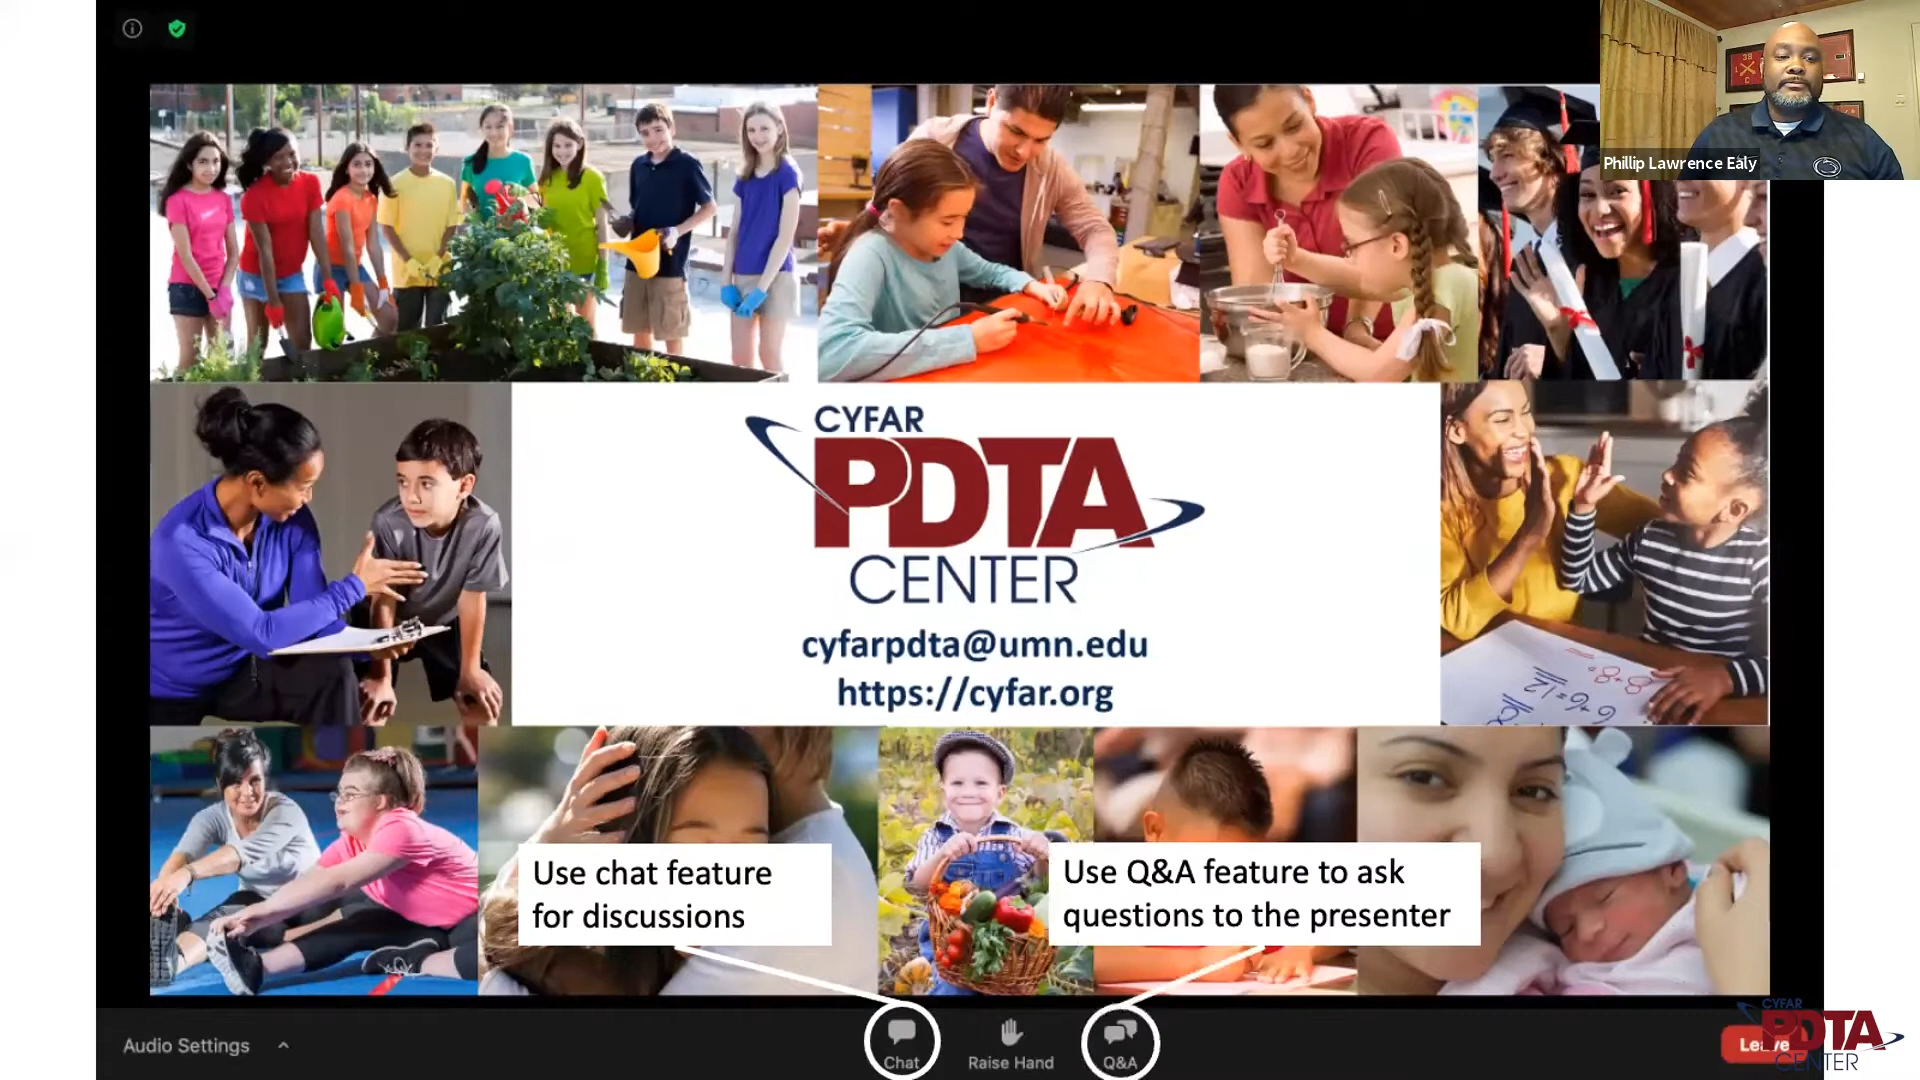 Phillip Lawrence Ealy
CYFAR
PDTA
CENTER
cyfarpdta@umn.edu
https://cyfar.org
Use chat feature
for discussions
Use Q&A feature to ask
questions to the presenter
Audio Settings
Chat
Raise Hand
Q&A
Leave
CYFAR
PDTA
CENTER